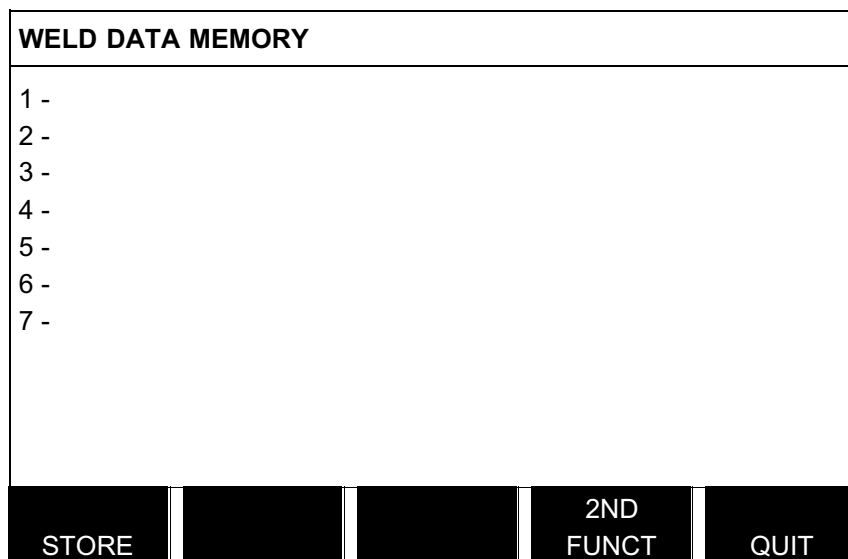 WELD DATA MEMORY
1 -
2 -
3 -
4 -
5 -
6 -
7 -
STORE
2ND
FUNCT
QUIT